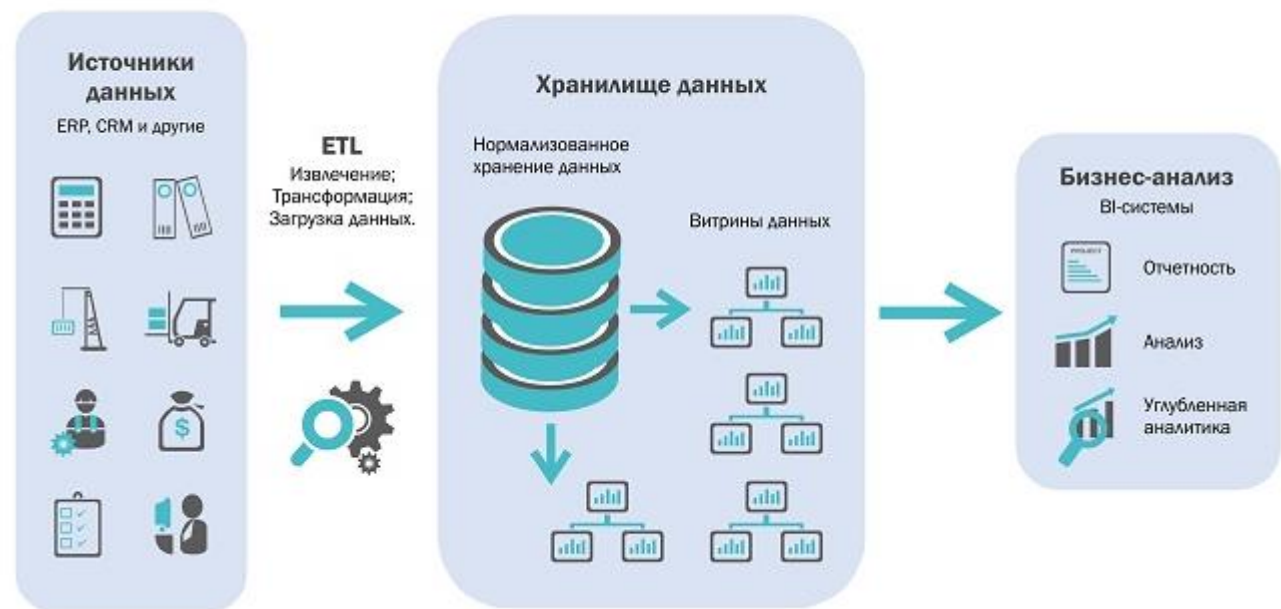 Источники
данных
ERP, CRM и другие
ETL
Извлечение;
Трансформация;
Загрузка данных.
Хранилище данных
Нормализованное
хранение данных
Витрины данных
Бизнес-анализ
BI-системы
PROJECT
Отчетность
Анализ
Углубленная
аналитика
$